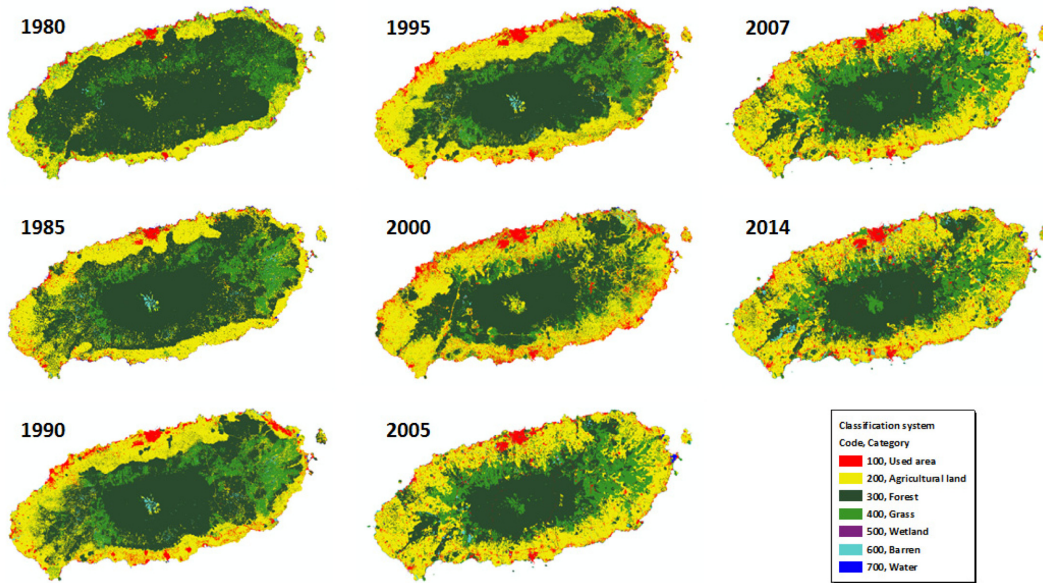 1980
1995
2007
1985
2000
2014
1990
2005
Classification system
Code, Category
100, Used area
200, Agricultural land
300, Forest
400, Grass
500, Wetland
600, Barren
700, Water